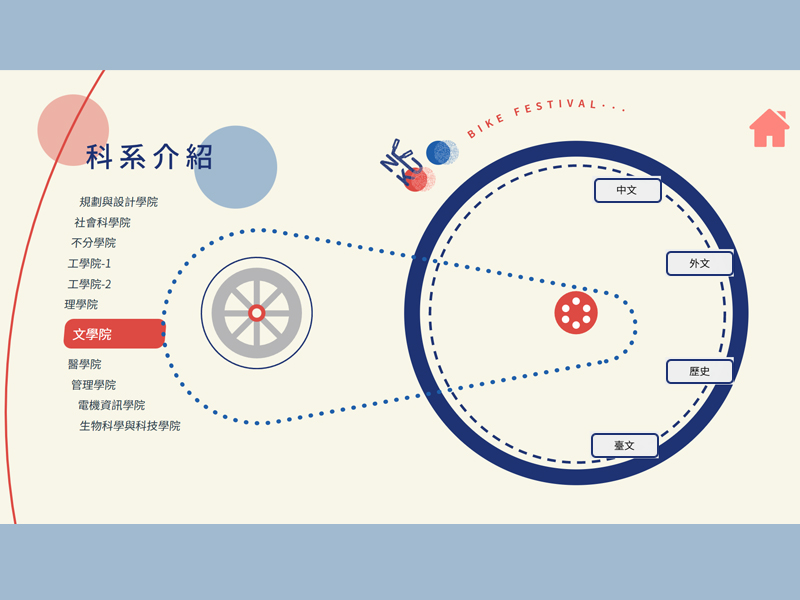 BIKE FESTIVAL...
NCKU
科系介紹
規劃與設計學院
社會科學院
不分學院
工學院-1
工學院-2
理學院
文學院
醫學院
管理學院
電機資訊學院
生物科學與科技學院
中文
外文
歷史
臺文